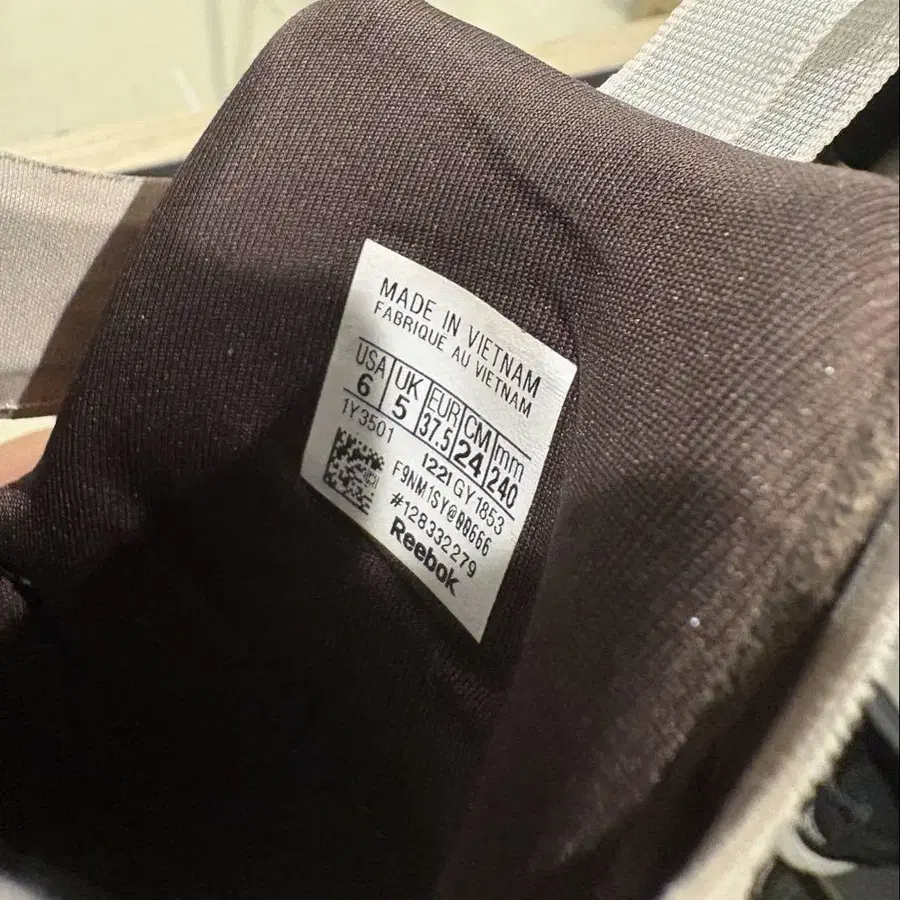 MADE IN VIETNAM
FABRIQUE AU VIETNAM
USA UK EUR CM mm
6 5 37.5 24 240
1Y3501 1221 GY1853
F9NM1SY@00666
#128332279
Reebok